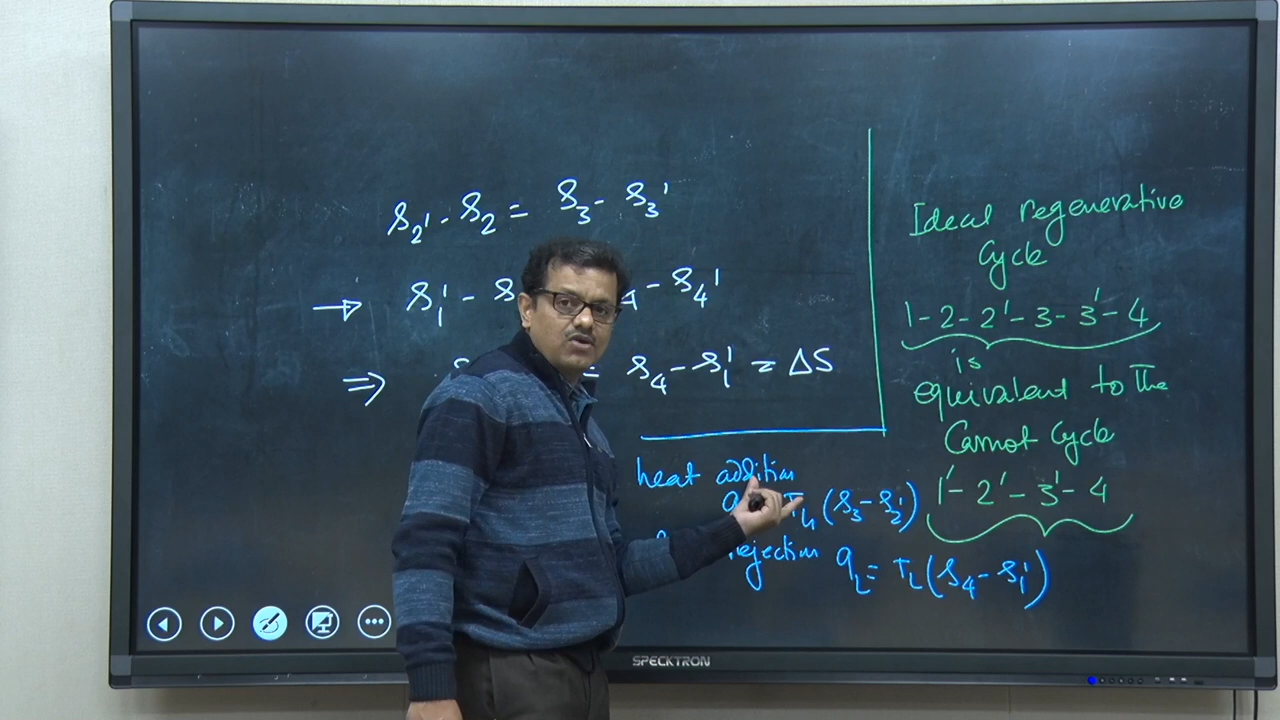 s2' - s2 = s3 - s3'
→ s1' - s - s4'
⇒ = s4 - s1' = ΔS
heat addition
TH (s3 - s2')
rejection qL = TL (s4 - s1')
Ideal regenerative
Cycle
1-2-2'-3-3'-4
is
equivalent to the
Carnot Cycle
1'-2'-3'-4
SPECKTRON